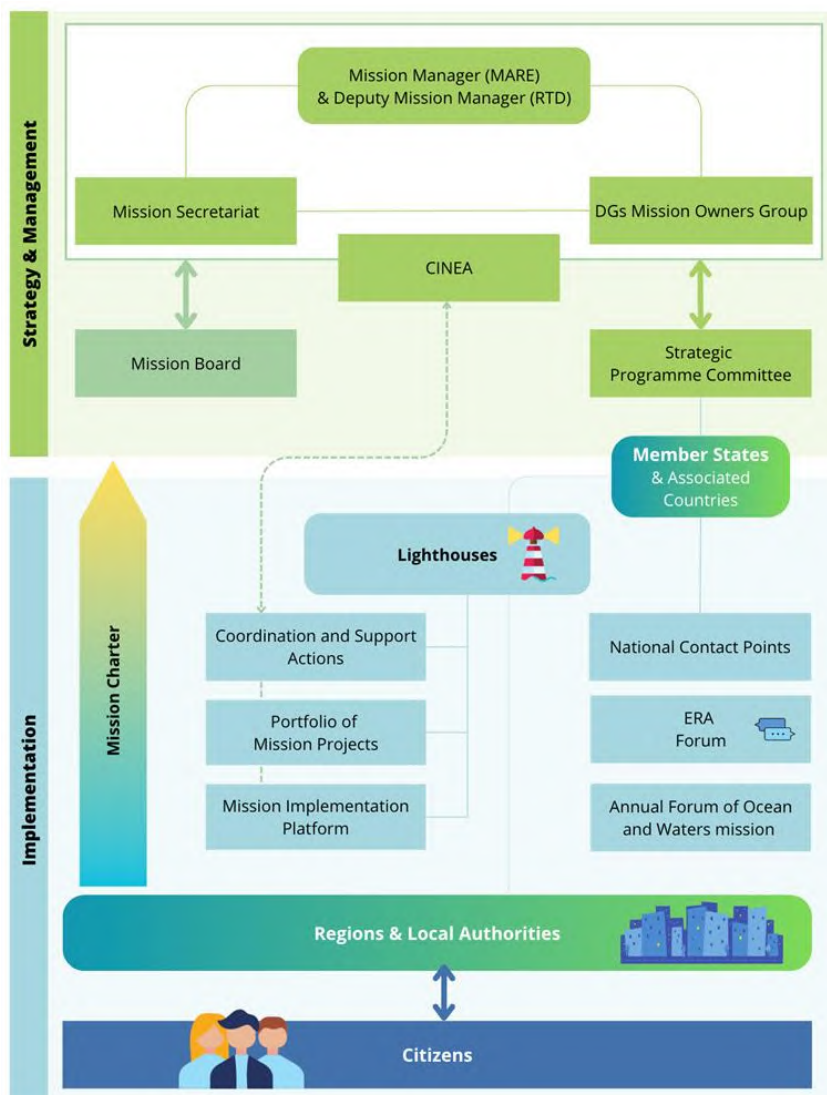 Strategy & Management
Mission Manager (MARE)
& Deputy Mission Manager (RTD)
Mission Secretariat
DGs Mission Owners Group
CINEA
Mission Board
Strategic
Programme Committee
Member States
& Associated
Countries
Implementation
Mission Charter
Lighthouses
Coordination and Support
Actions
National Contact Points
Portfolio of
Mission Projects
ERA
Forum
Mission Implementation
Platform
Annual Forum of Ocean
and Waters mission
Regions & Local Authorities
Citizens